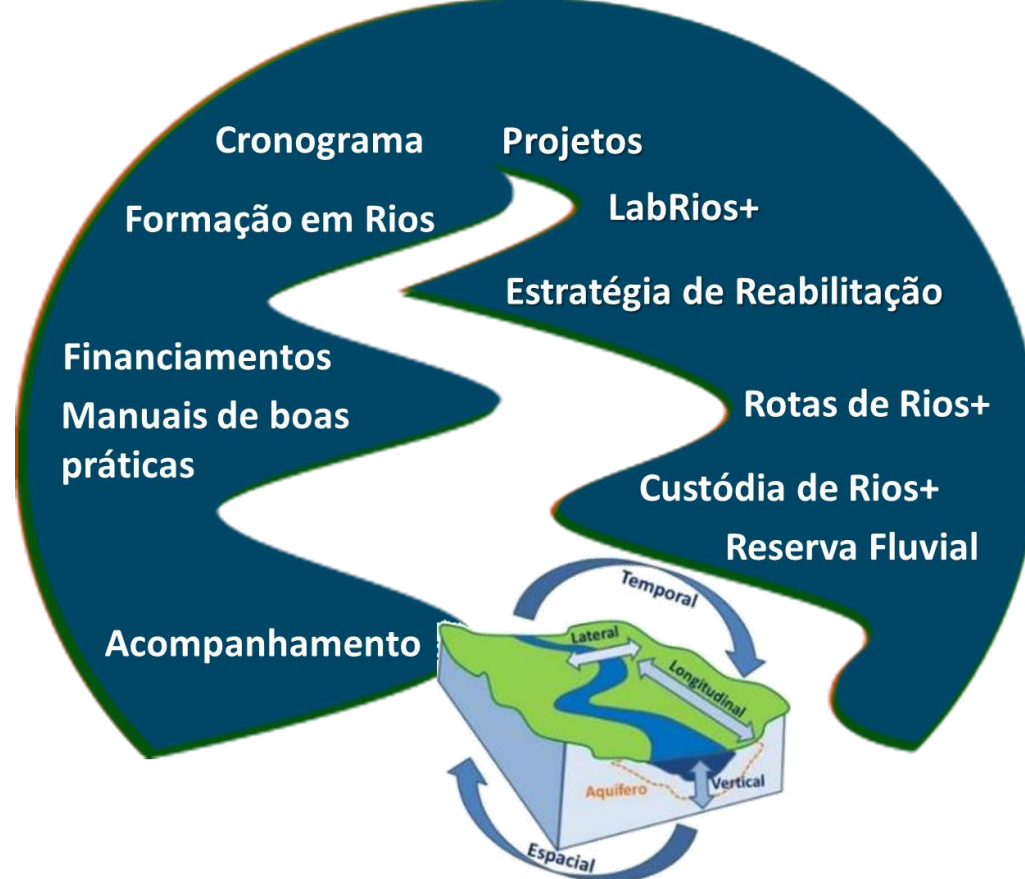 Cronograma
Projetos
Formação em Rios
LabRios+
Estratégia de Reabilitação
Financiamentos
Manuais de boas
práticas
Rotas de Rios+
Custódia de Rios+
Reserva Fluvial
Acompanhamento
Temporal
Lateral
Longitudinal
Vertical
Aquífero
Espacial